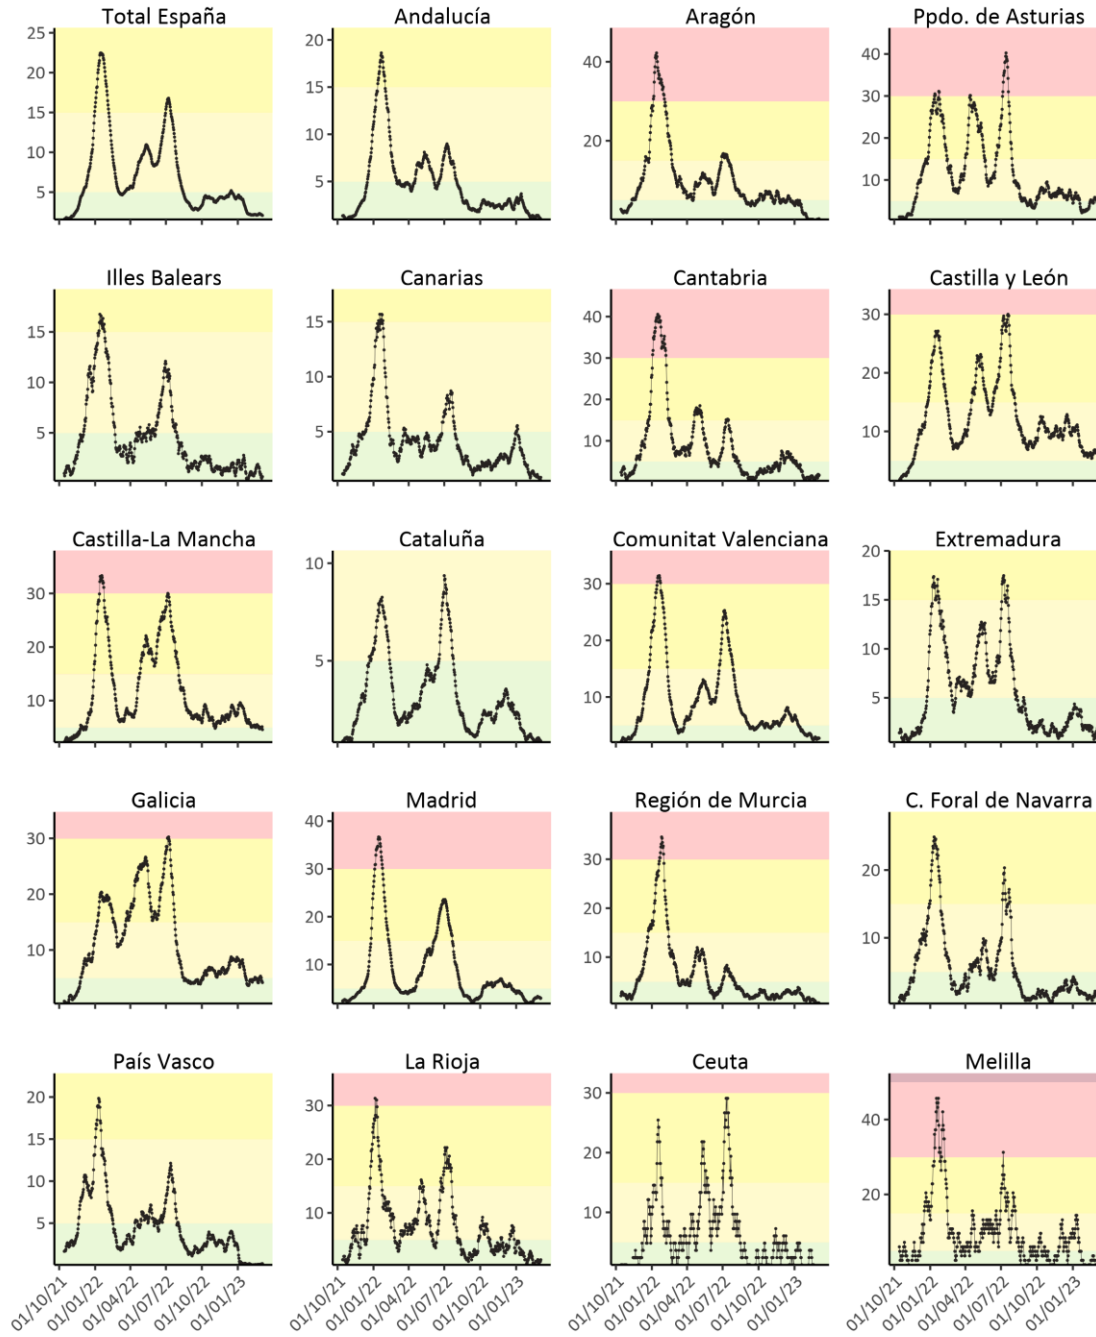 Total España Andalucía Aragón Ppdo. de Asturias
25 20 15 10 5
20 15 10 5
40 20
40 30 20 10
Illes Balears Canarias Cantabria Castilla y León
15 10 5
15 10 5
40 30 20 10
30 20 10
Castilla-La Mancha Cataluña Comunitat Valenciana Extremadura
30 20 10
10 5
30 20 10
20 15 10 5
Galicia Madrid Región de Murcia C. Foral de Navarra
30 20 10
40 30 20 10
30 20 10
20 10
País Vasco La Rioja Ceuta Melilla
20 15 10 5
30 20 10
30 20 10
40 20
01/10/21 01/01/22 01/04/22 01/07/22 01/10/22 01/01/23
01/10/21 01/01/22 01/04/22 01/07/22 01/10/22 01/01/23
01/10/21 01/01/22 01/04/22 01/07/22 01/10/22 01/01/23
01/10/21 01/01/22 01/04/22 01/07/22 01/10/22 01/01/23